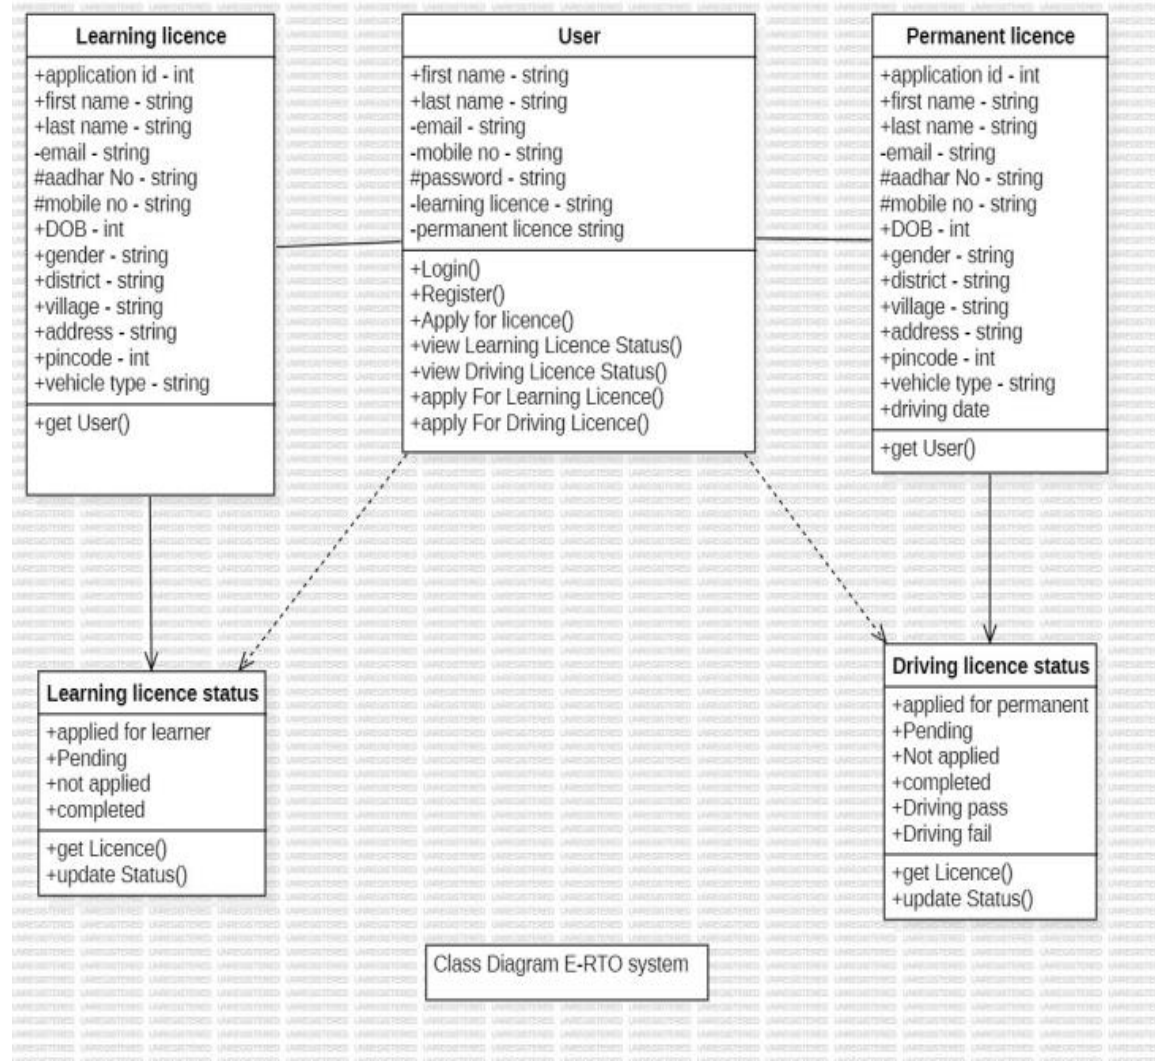 Learning licence
+application id - int
+first name - string
+last name - string
-email - string
#aadhar No - string
#mobile no - string
+DOB - int
+gender - string
+district - string
+village - string
+address - string
+pincode - int
+vehicle type - string
+get User()
User
+first name - string
+last name - string
-email - string
-mobile no - string
#password - string
-learning licence - string
-permanent licence string
+Login()
+Register()
+Apply for licence()
+view Learning Licence Status()
+view Driving Licence Status()
+apply For Learning Licence()
+apply For Driving Licence()
Permanent licence
+application id - int
+first name - string
+last name - string
-email - string
#aadhar No - string
#mobile no - string
+DOB - int
+gender - string
+district - string
+village - string
+address - string
+pincode - int
+vehicle type - string
+driving date
+get User()
Learning licence status
+applied for learner
+Pending
+not applied
+completed
+get Licence()
+update Status()
Driving licence status
+applied for permanent
+Pending
+Not applied
+completed
+Driving pass
+Driving fail
+get Licence()
+update Status()
Class Diagram E-RTO system
UNREGISTERED